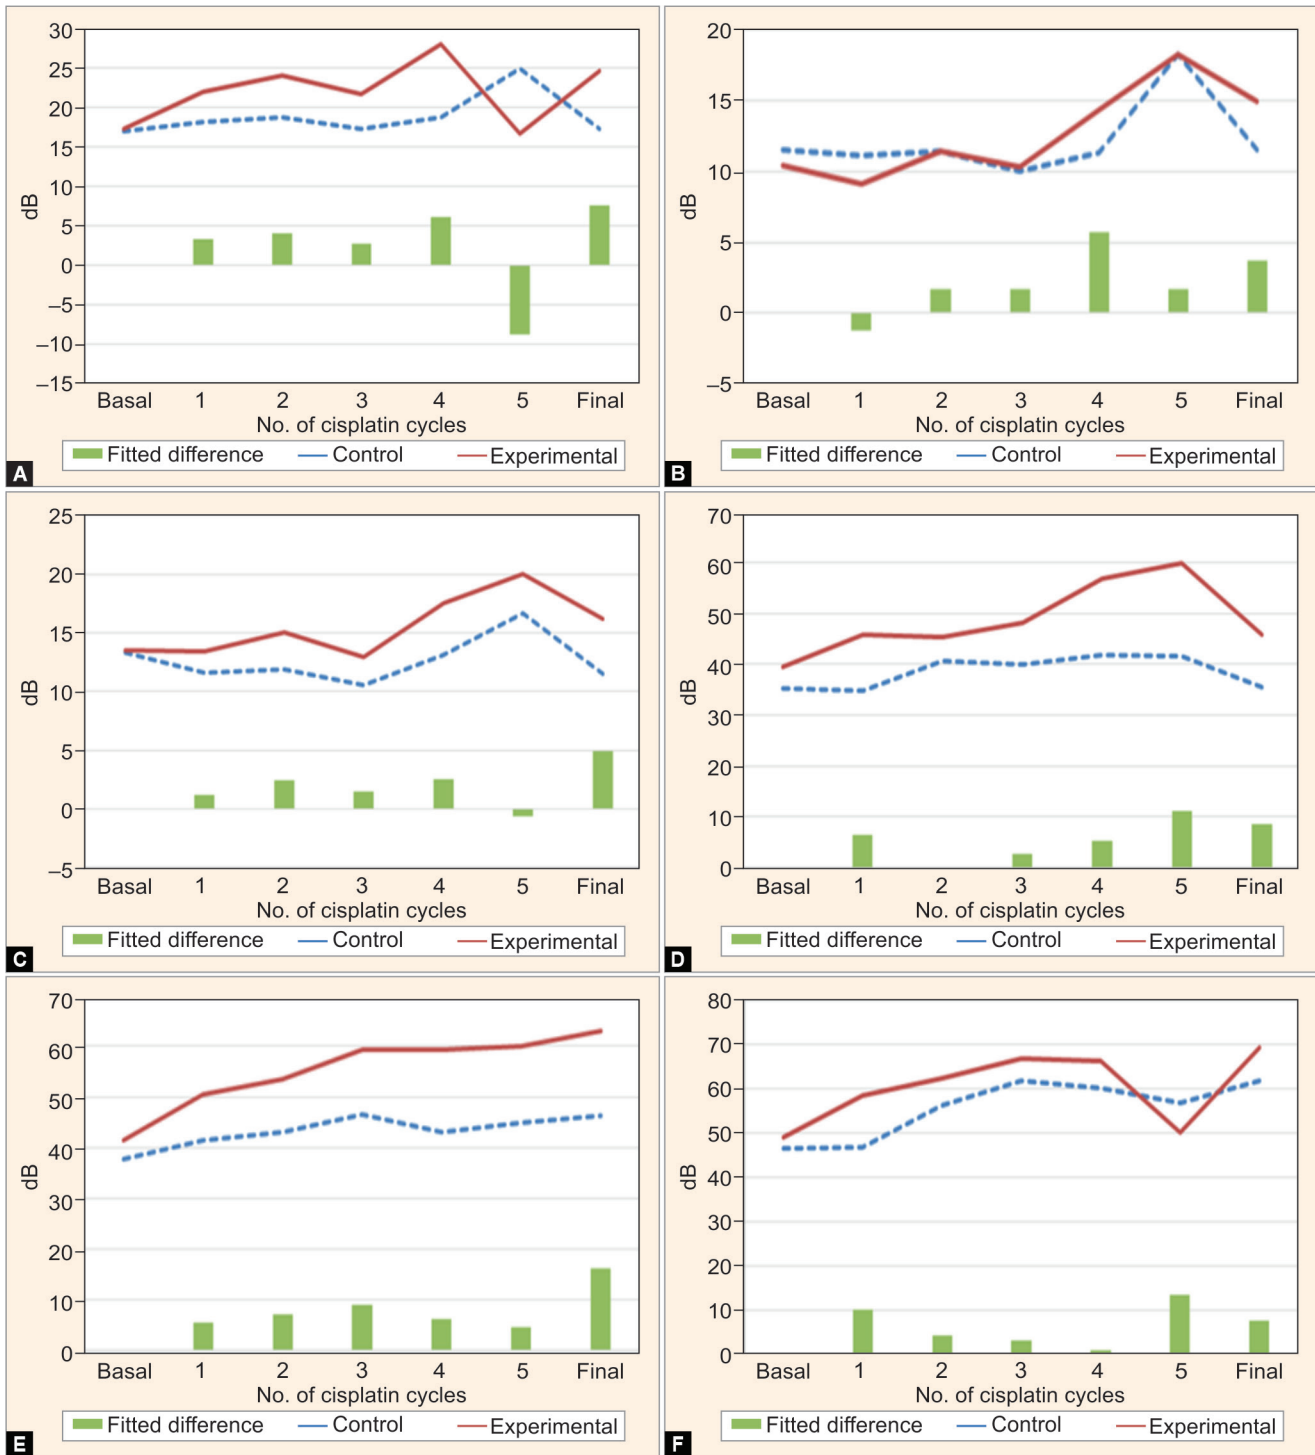 30
25
20
15
10
5
0
–5
–10
–15
dB
Basal 1 2 3 4 5 Final
No. of cisplatin cycles
Fitted difference Control Experimental
A
20
15
10
5
0
–5
dB
Basal 1 2 3 4 5 Final
No. of cisplatin cycles
Fitted difference Control Experimental
B
25
20
15
10
5
0
–5
dB
Basal 1 2 3 4 5 Final
No. of cisplatin cycles
Fitted difference Control Experimental
C
70
60
50
40
30
20
10
0
dB
Basal 1 2 3 4 5 Final
No. of cisplatin cycles
Fitted difference Control Experimental
D
70
60
50
40
30
20
10
0
dB
Basal 1 2 3 4 5 Final
No. of cisplatin cycles
Fitted difference Control Experimental
E
80
70
60
50
40
30
20
10
0
dB
Basal 1 2 3 4 5 Final
No. of cisplatin cycles
Fitted difference Control Experimental
F